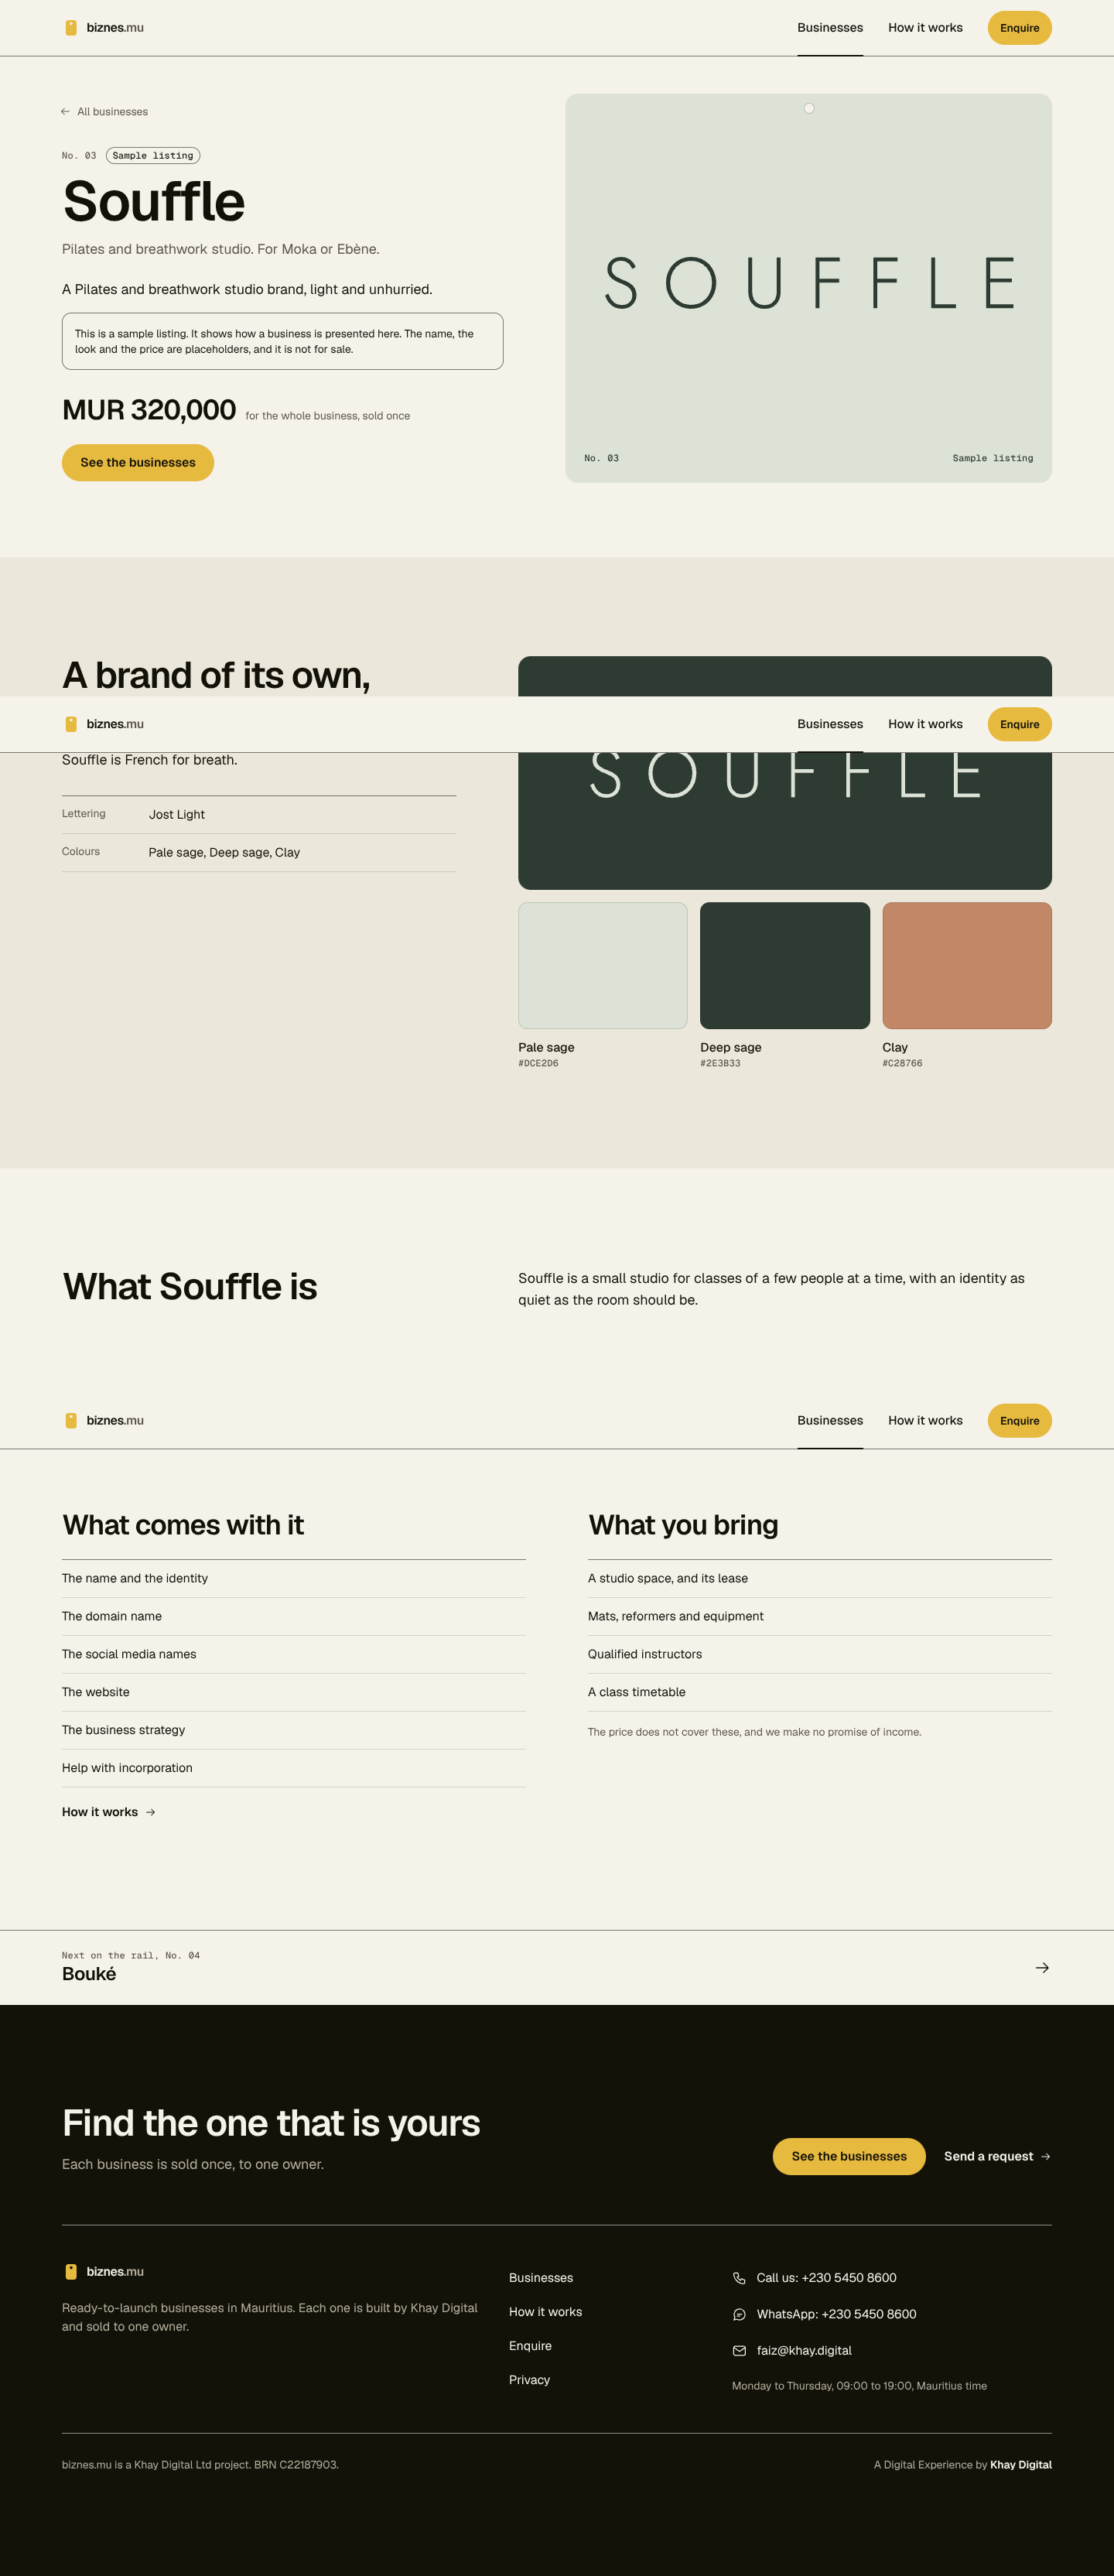 biznes.mu
Businesses
How it works
Enquire
All businesses
No. 03
Sample listing
Souffle
Pilates and breathwork studio. For Moka or Ebène.
A Pilates and breathwork studio brand, light and unhurried.
This is a sample listing. It shows how a business is presented here. The name, the
look and the price are placeholders, and it is not for sale.
MUR 320,000 for the whole business, sold once
See the businesses
SOUFFLE
No. 03
Sample listing
A brand of its own,
biznes.mu
Businesses
How it works
Enquire
Souffle is French for breath.
Lettering
Jost Light
Colours
Pale sage, Deep sage, Clay
SOUFFLE
Pale sage
#DCE2D6
Deep sage
#2E3B33
Clay
#C28766
What Souffle is
Souffle is a small studio for classes of a few people at a time, with an identity as
quiet as the room should be.
biznes.mu
Businesses
How it works
Enquire
What comes with it
The name and the identity
The domain name
The social media names
The website
The business strategy
Help with incorporation
How it works
What you bring
A studio space, and its lease
Mats, reformers and equipment
Qualified instructors
A class timetable
The price does not cover these, and we make no promise of income.
Next on the rail, No. 04
Bouké
Find the one that is yours
Each business is sold once, to one owner.
See the businesses
Send a request
biznes.mu
Ready-to-launch businesses in Mauritius. Each one is built by Khay Digital
and sold to one owner.
Businesses
How it works
Enquire
Privacy
Call us: +230 5450 8600
WhatsApp: +230 5450 8600
faiz@khay.digital
Monday to Thursday, 09:00 to 19:00, Mauritius time
biznes.mu is a Khay Digital Ltd project. BRN C22187903.
A Digital Experience by Khay Digital